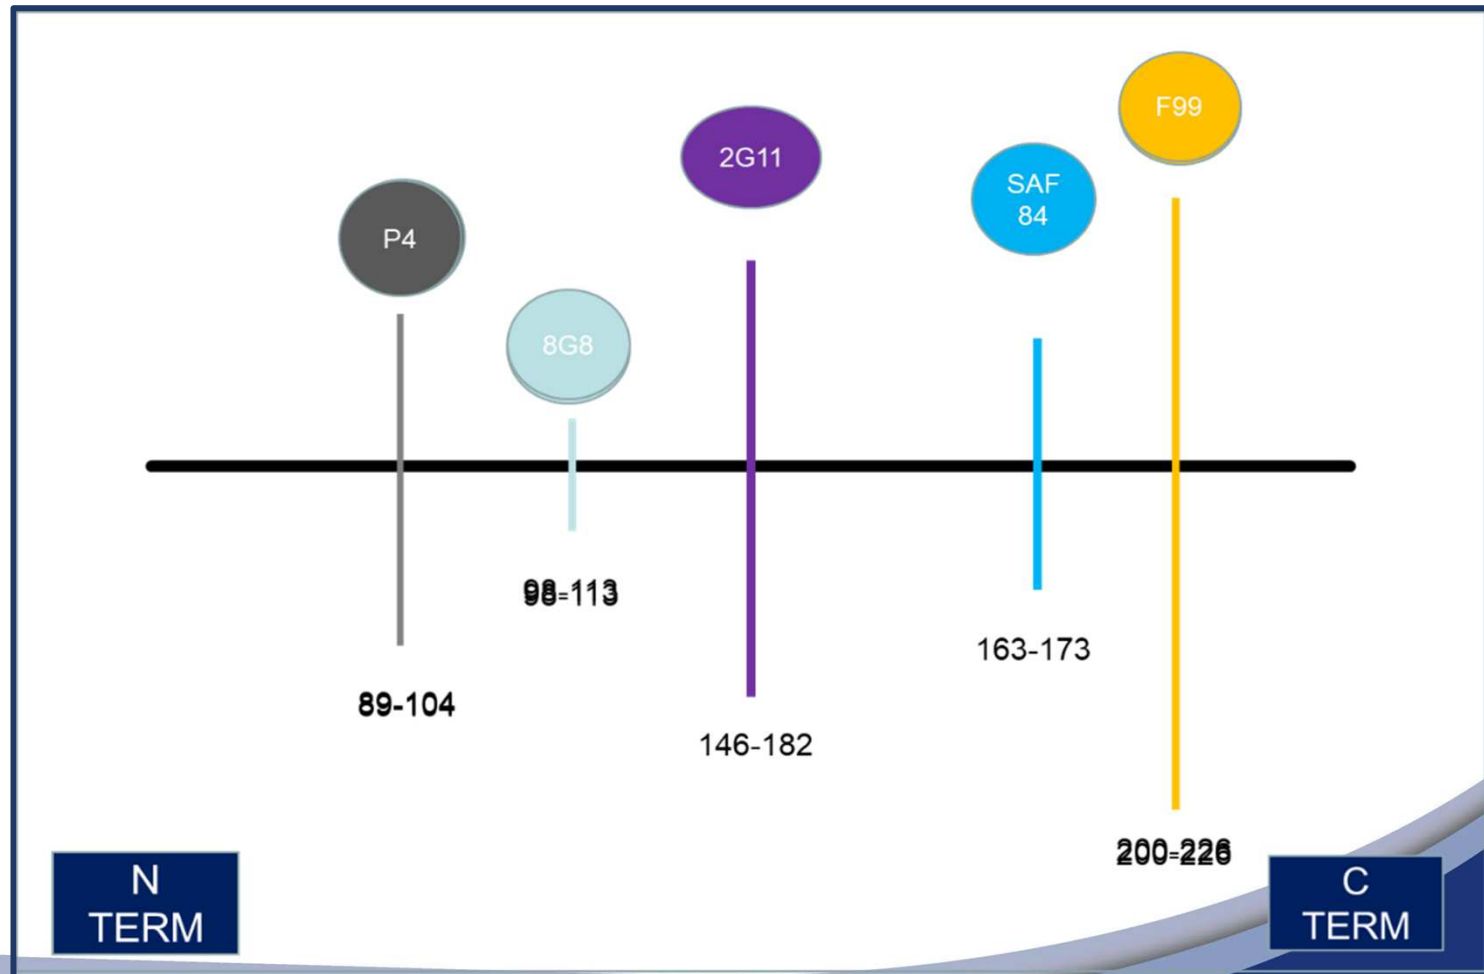 F99
2G11
SAF
84
P4
8G8
98-113
163-173
89-104
146-182
200-226
N
TERM
C
TERM